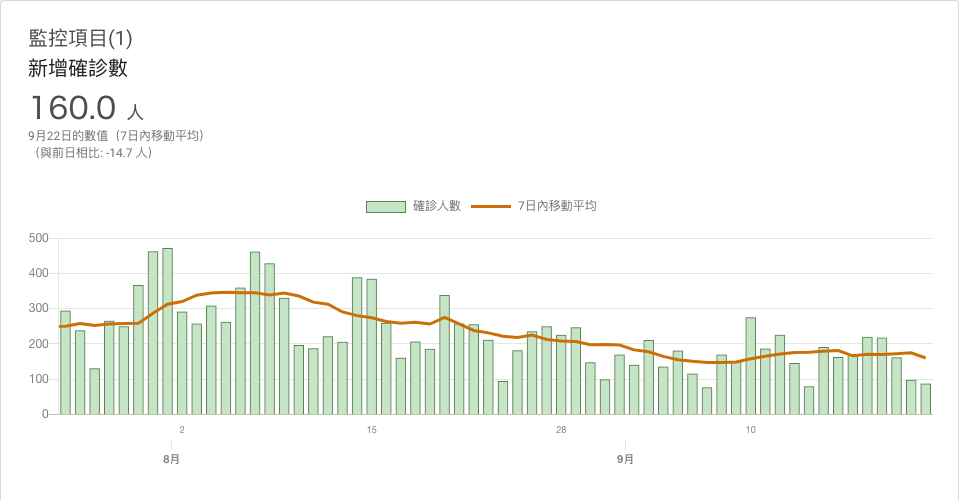 監控項目(1)
新增確診數
160.0 人
9月22日的數值（7日內移動平均）
（與前日相比: -14.7 人）
確診人數 7日內移動平均
500
400
300
200
100
0
2 15 28 10
8月 9月